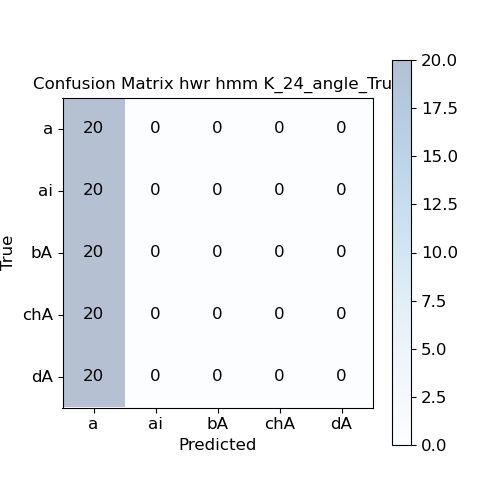 Confusion Matrix hwr hmm K_24_angle_Tru
20.0
17.5
15.0
12.5
10.0
7.5
5.0
2.5
0.0
True
a 20 0 0 0 0
ai 20 0 0 0 0
bA 20 0 0 0 0
chA 20 0 0 0 0
dA 20 0 0 0 0
a ai bA chA dA
Predicted